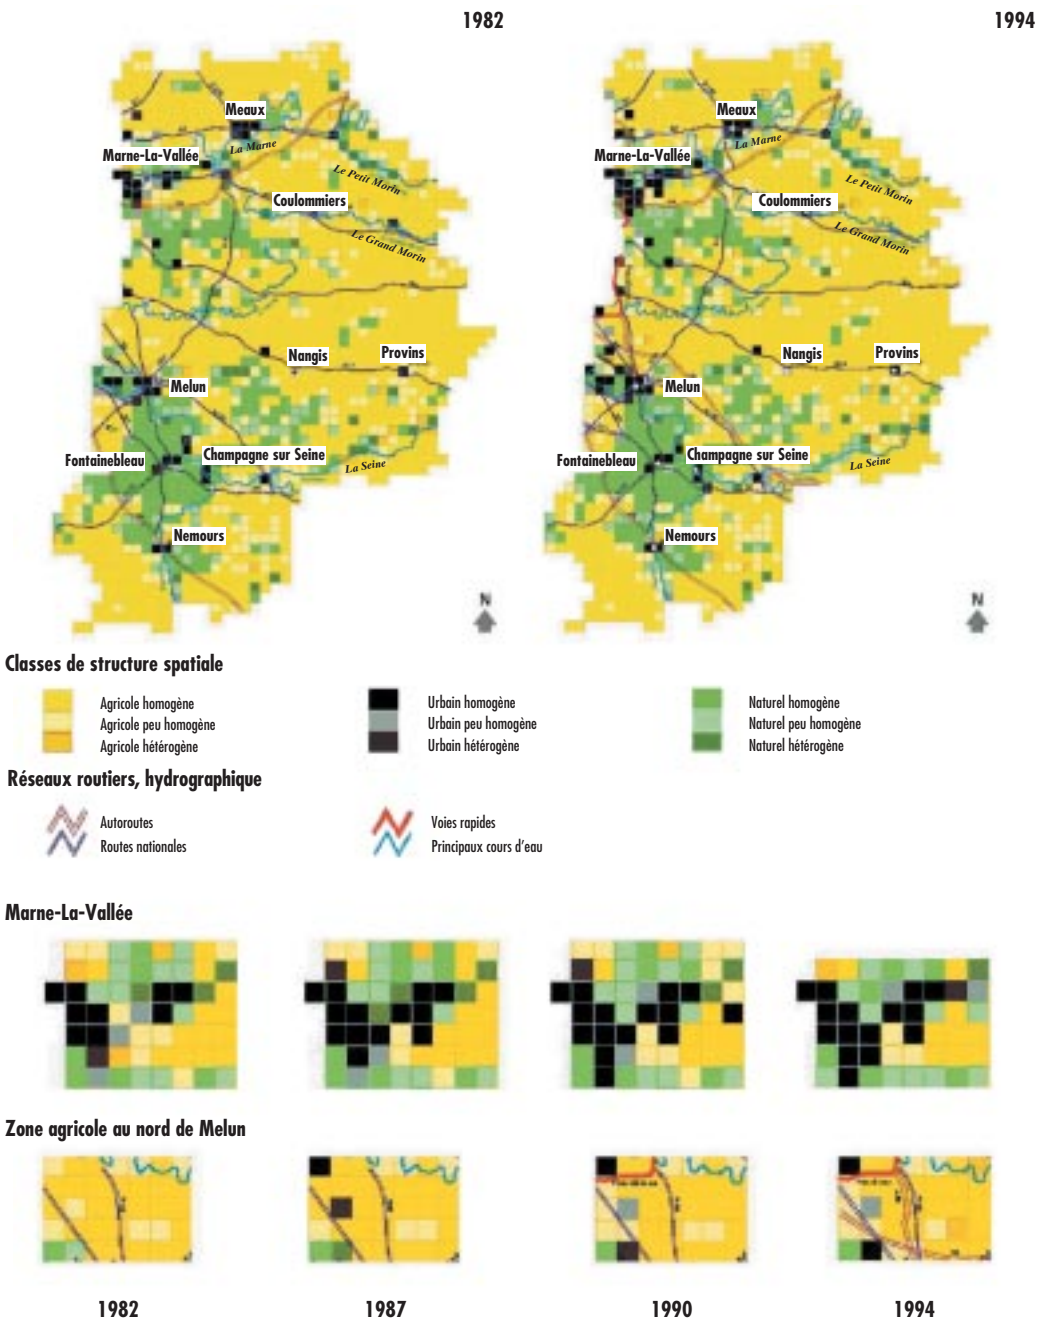 1982
1994
Meaux
La Marne
Marne-La-Vallée
Le Petit Morin
Coulommiers
Le Grand Morin
Nangis
Provins
Melun
Champagne sur Seine
Fontainebleau
La Seine
Nemours
N
Meaux
La Marne
Marne-La-Vallée
Le Petit Morin
Coulommiers
Le Grand Morin
Nangis
Provins
Melun
Champagne sur Seine
Fontainebleau
La Seine
Nemours
N
Classes de structure spatiale
Agricole homogène
Agricole peu homogène
Agricole hétérogène
Urbain homogène
Urbain peu homogène
Urbain hétérogène
Naturel homogène
Naturel peu homogène
Naturel hétérogène
Réseaux routiers, hydrographique
Autoroutes
Routes nationales
Voies rapides
Principaux cours d'eau
Marne-La-Vallée
Zone agricole au nord de Melun
1982
1987
1990
1994